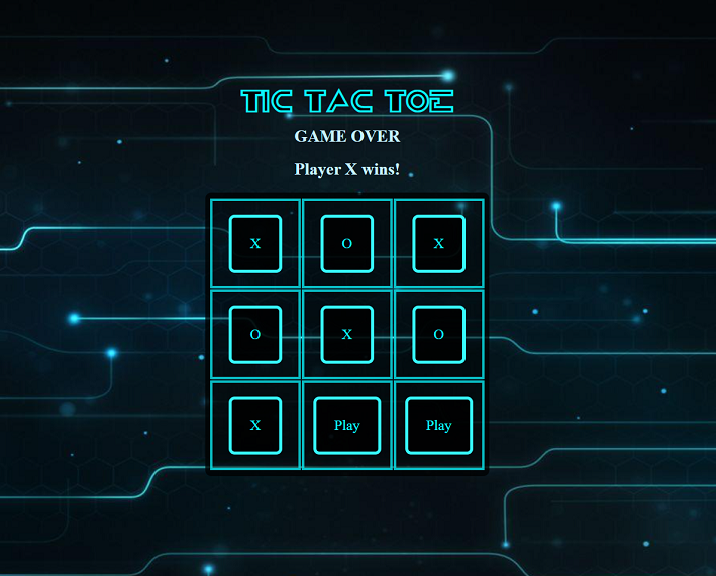 TIC TAC TOE
GAME OVER
Player X wins!
X O X
O X O
X Play Play